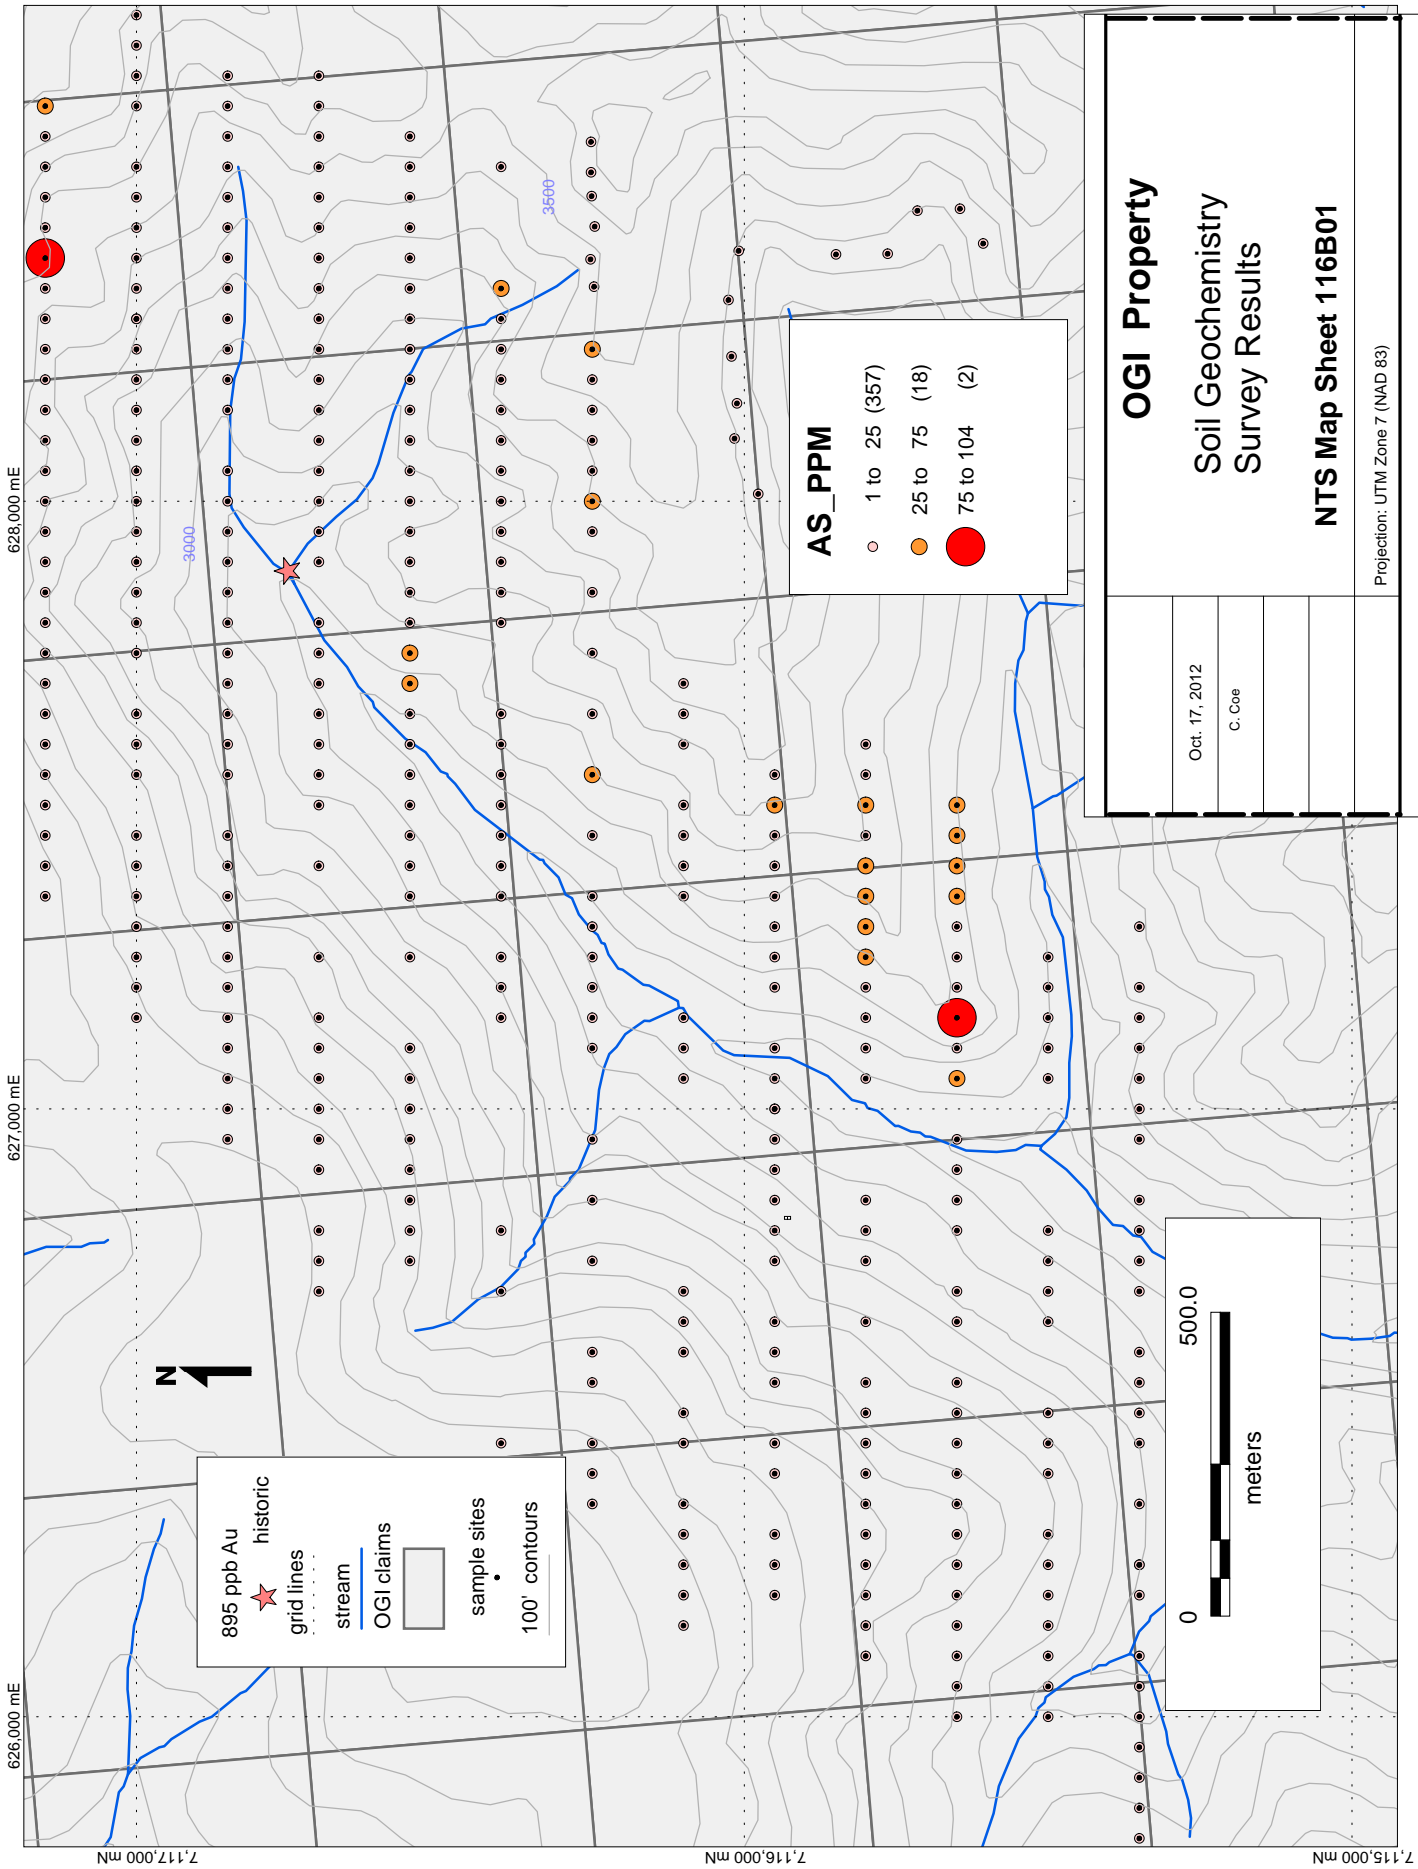 7,117,000 mN
7,116,000 mN
7,115,000 mN
626,000 mE
627,000 mE
628,000 mE
N
3000
3500
895 ppb Au
historic
grid lines
stream
OGI claims
sample sites
100' contours
0
500.0
meters
AS_PPM
1 to 25 (357)
25 to 75 (18)
75 to 104 (2)
OGI Property
Soil Geochemistry
Survey Results
NTS Map Sheet 116B01
Projection: UTM Zone 7 (NAD 83)
Oct. 17, 2012
C. Coe